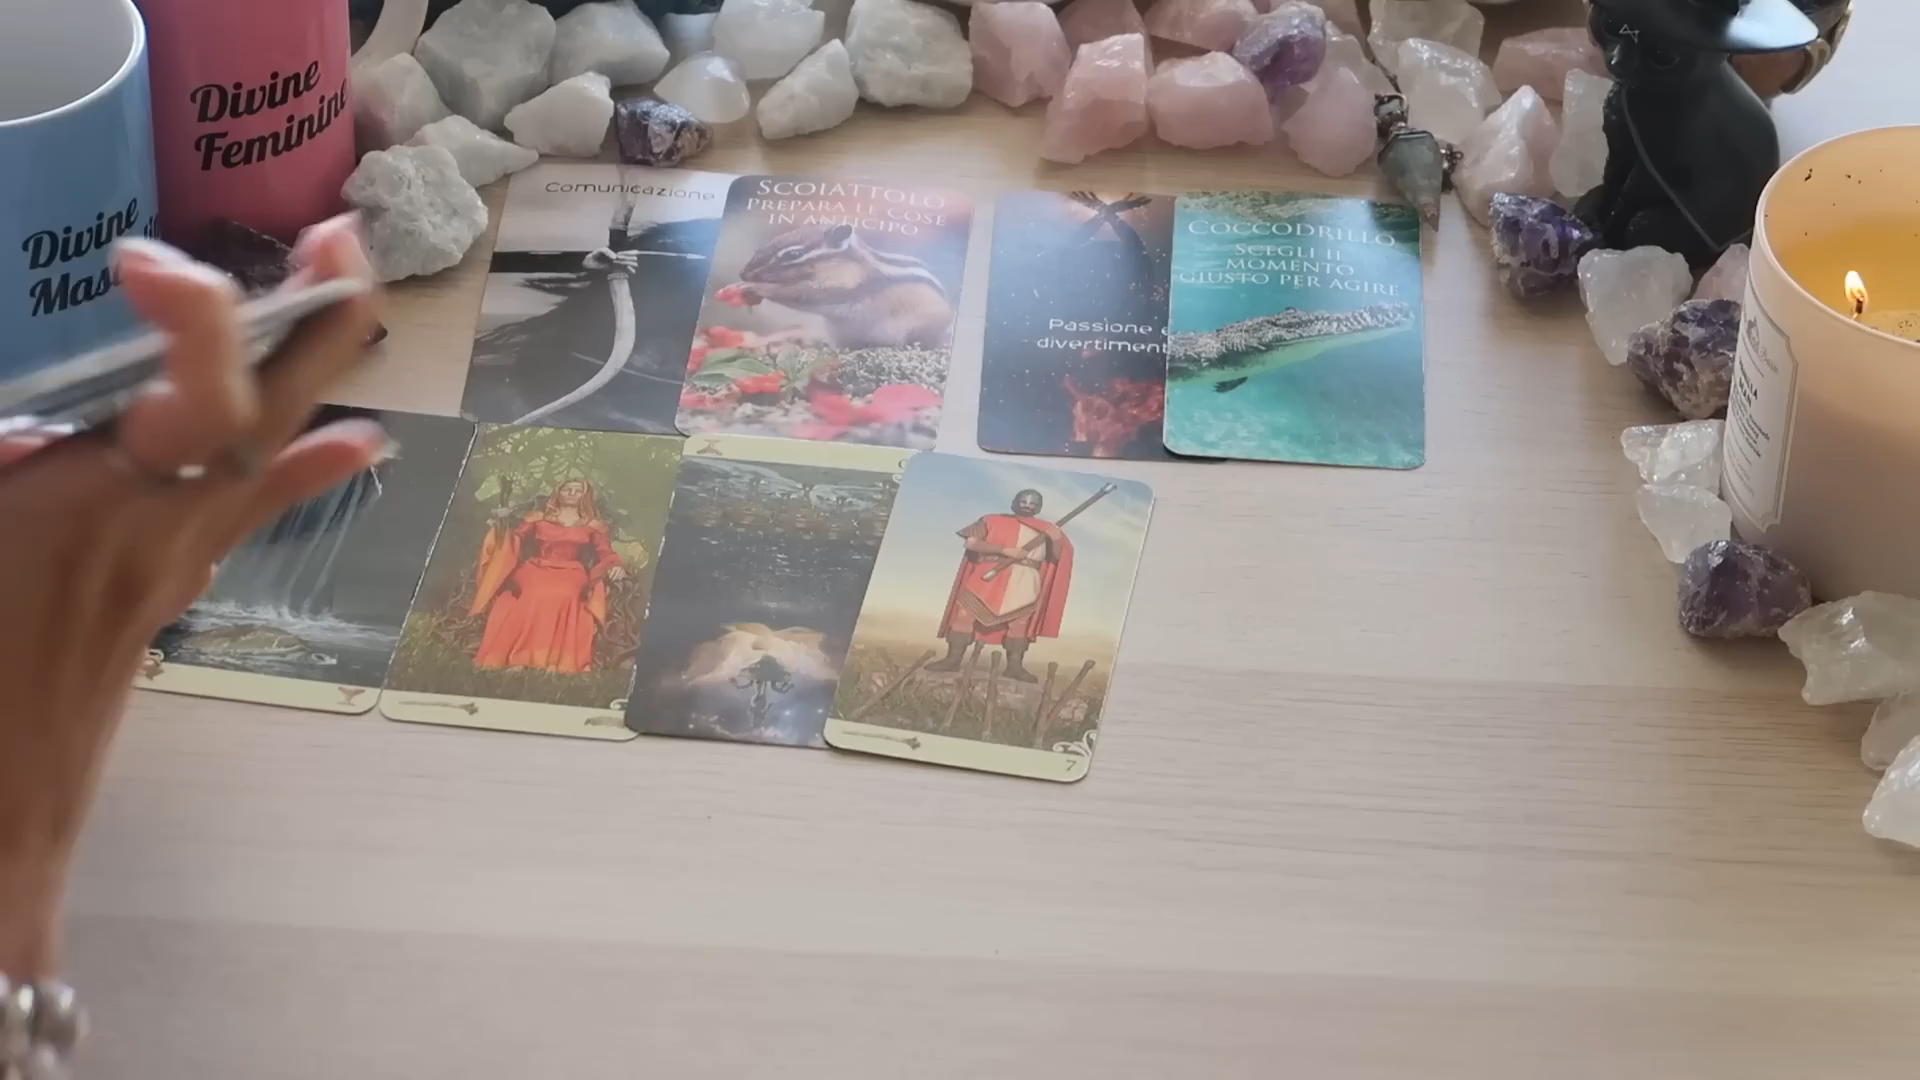 Divine
Feminine
Divine
Comunicazione
SCOIATTOLO
PREPARA LE COSE
IN ANTICIPO
COCCODRILLO
SCEGLI IL
MOMENTO
GIUSTO PER AGIRE
Passione e
divertiment
7